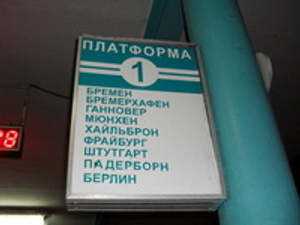 ПЛАТФОРМА
1
БРЕМЕН
БРЕМЕРХАФЕН
ГАННОВЕР
МЮНХЕН
ХАЙЛЬБРОН
ФРАЙБУРГ
ШТУТГАРТ
ПАДЕРБОРН
БЕРЛИН